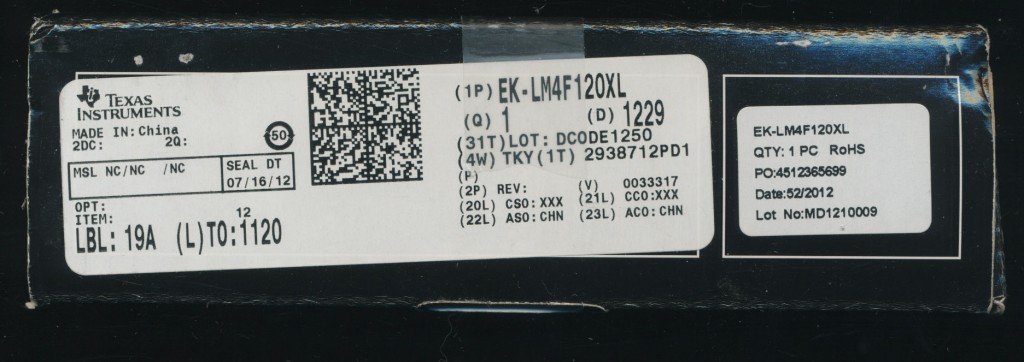 TEXAS
INSTRUMENTS
MADE IN: China
2DC: 2Q:
50
MSL NC/NC /NC
SEAL DT
07/16/12
OPT:
ITEM:
12
LBL: 19A (L)TO:1120
(1P) EK-LM4F120XL
(Q) 1 (D) 1229
(31T)LOT: DCODE1250
(4W) TKY(1T) 2938712PD1
(P)
(2P) REV: (V) 0033317
(20L) CSO:XXX (21L) CCO:XXX
(22L) ASO:CHN (23L) ACO:CHN
EK-LM4F120XL
QTY: 1 PC RoHS
PO:4512365699
Date:52/2012
Lot No:MD1210009